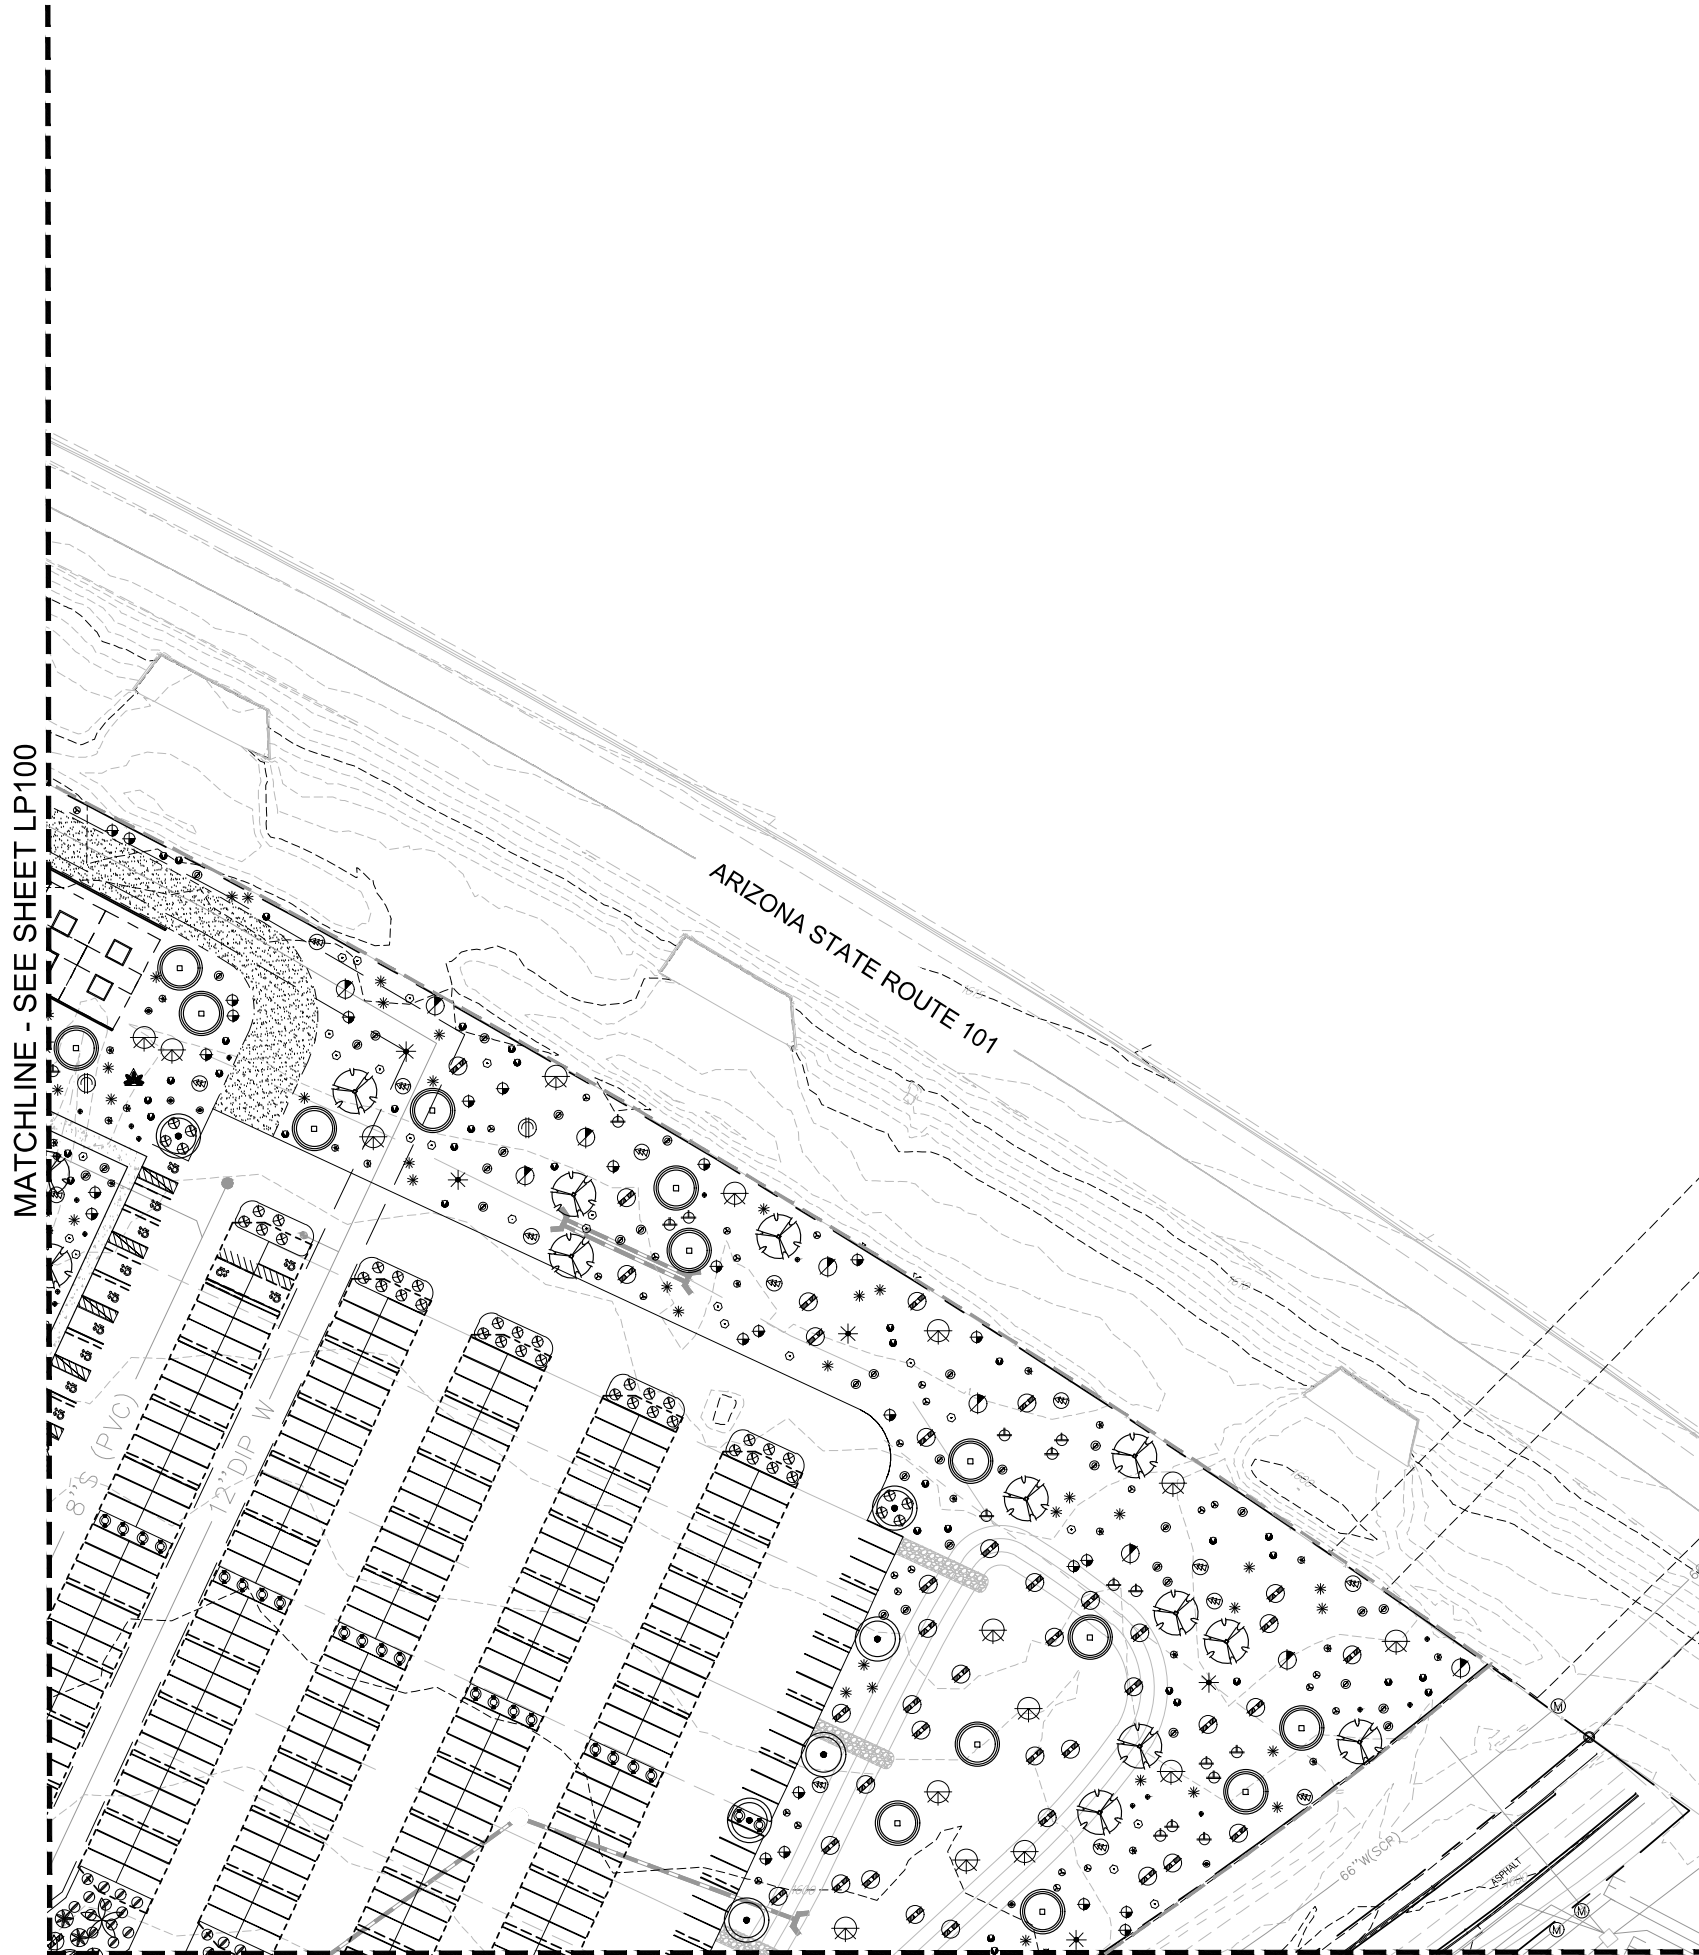 MATCHLINE - SEE SHEET LP100
ARIZONA STATE ROUTE 101
8"S (PVC)
12"DIP W
66"W(SCP)
ASPHALT
M
M
M